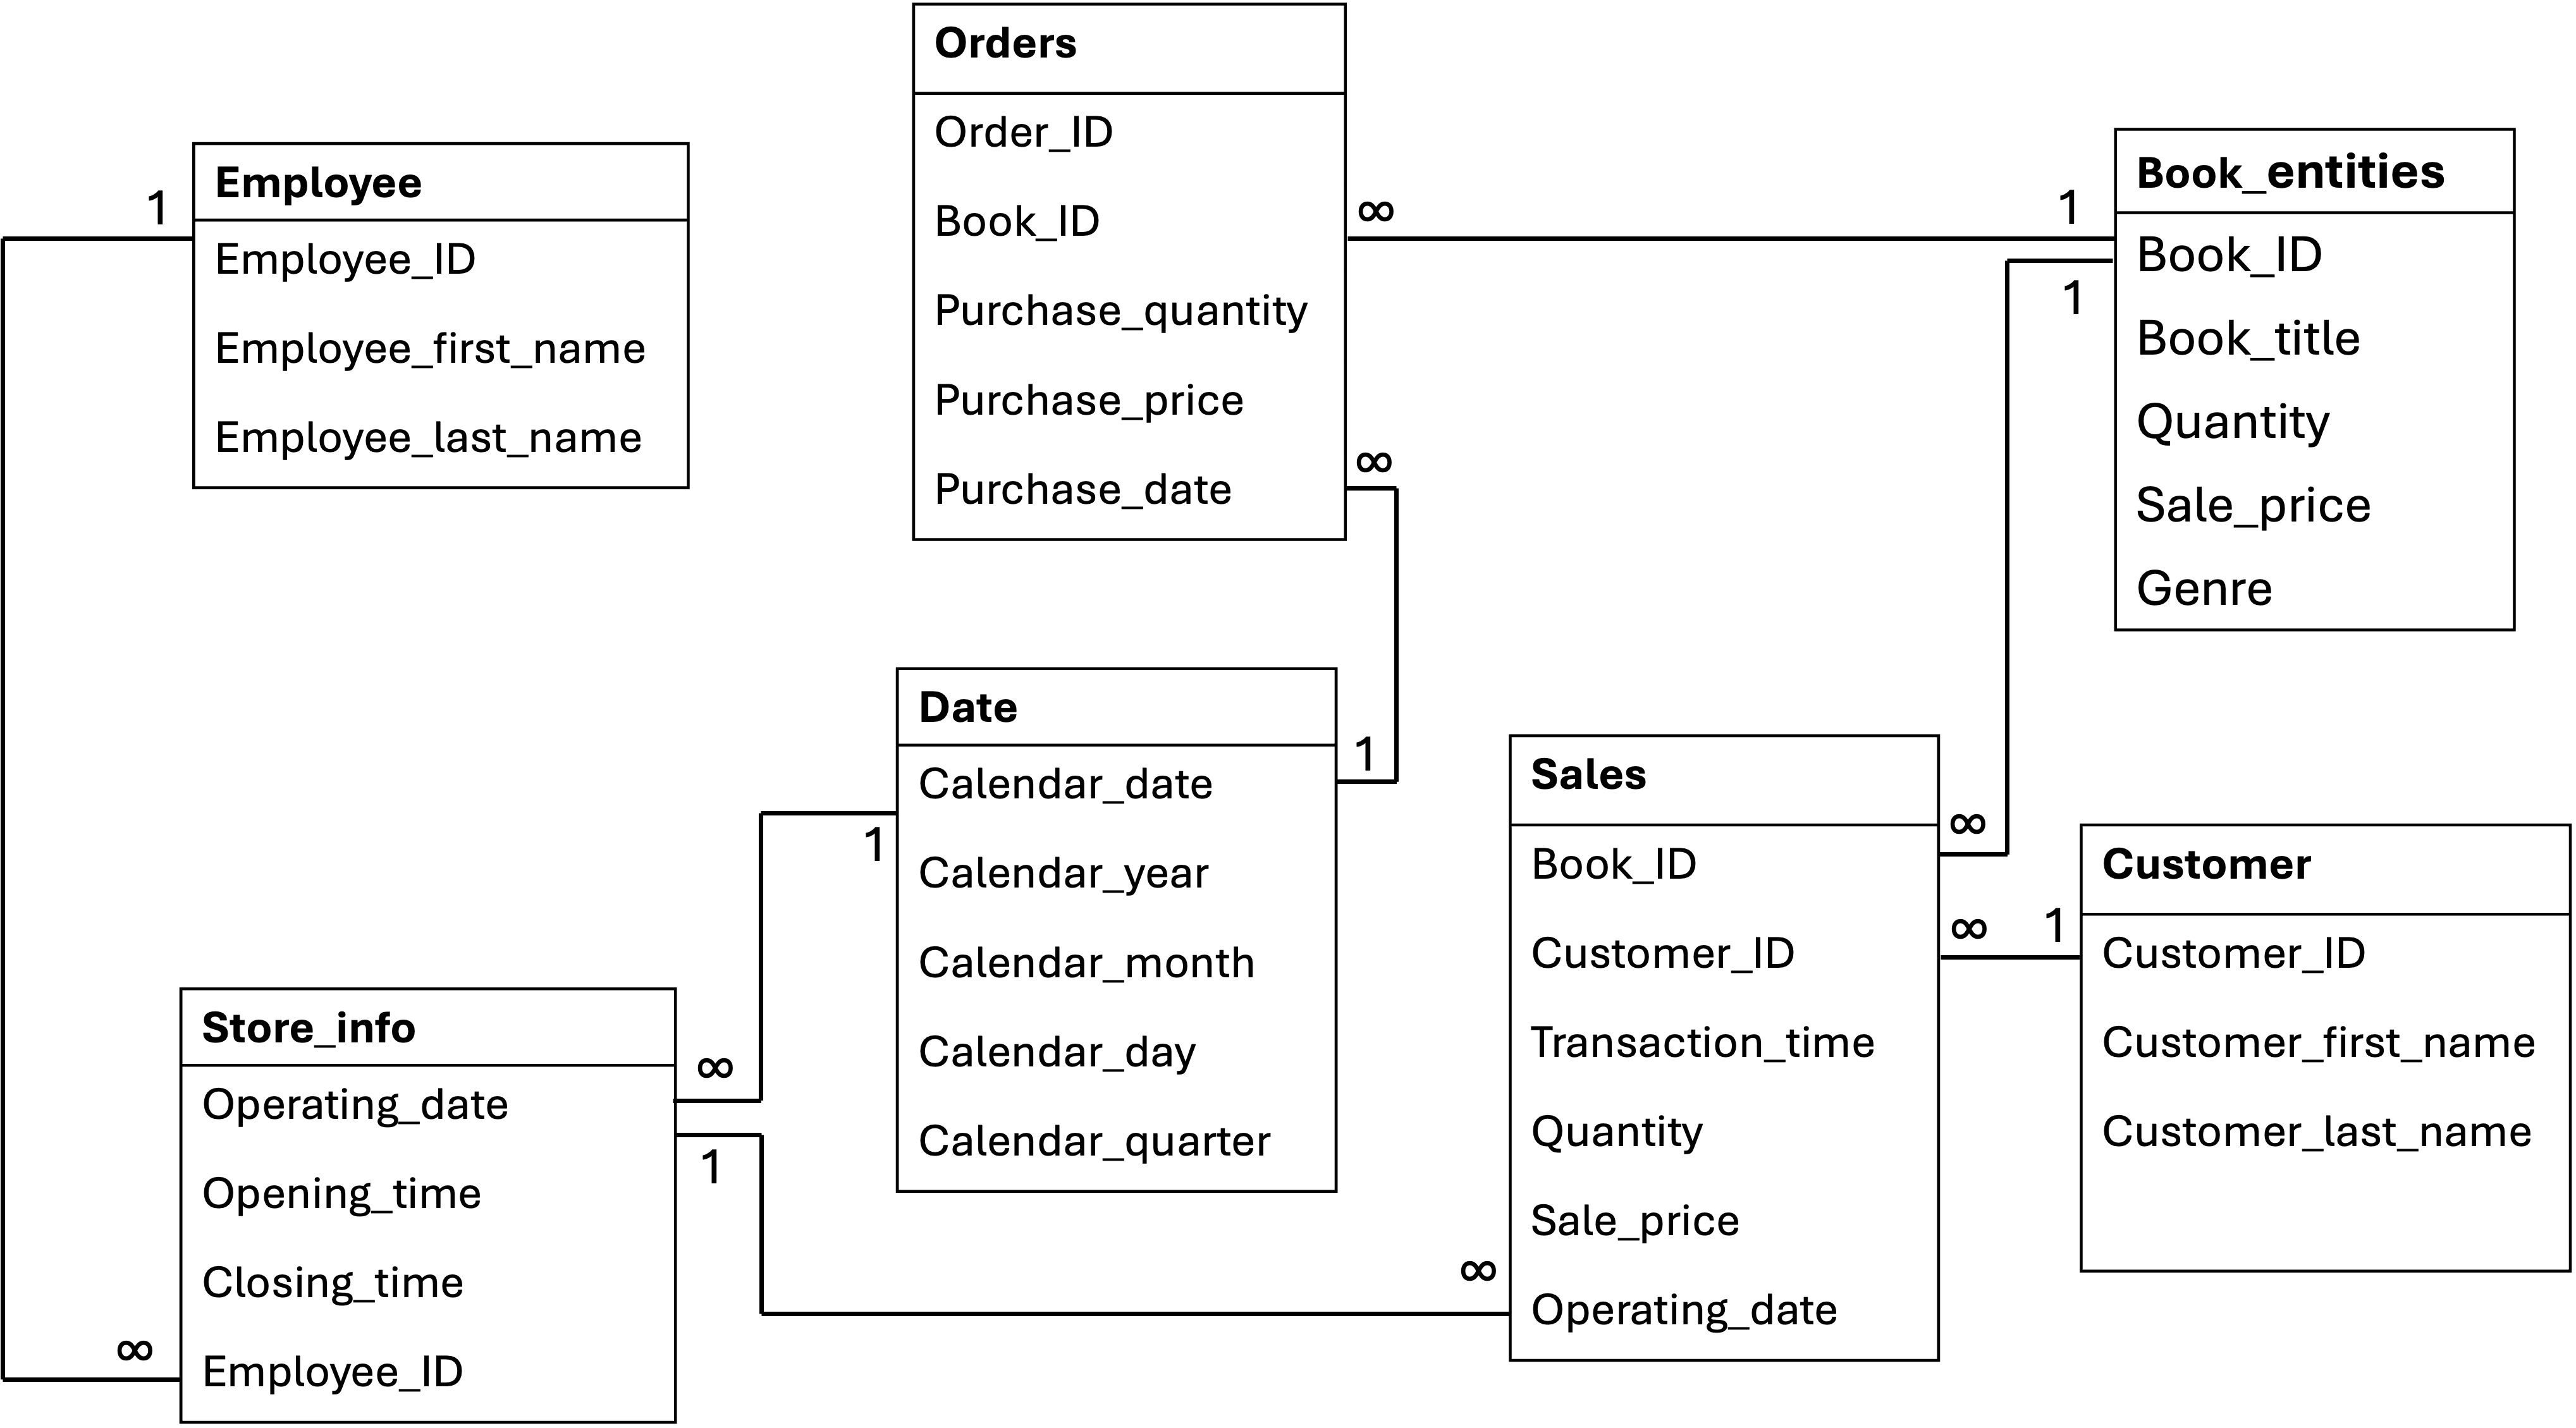 Orders
Order_ID
Book_ID
Purchase_quantity
Purchase_price
Purchase_date
∞
∞
Employee
Employee_ID
Employee_first_name
Employee_last_name
1
Book_entities
Book_ID
Book_title
Quantity
Sale_price
Genre
1
1
Date
Calendar_date
Calendar_year
Calendar_month
Calendar_day
Calendar_quarter
1
1
Sales
Book_ID
Customer_ID
Transaction_time
Quantity
Sale_price
Operating_date
∞
∞
∞
Customer
Customer_ID
Customer_first_name
Customer_last_name
1
Store_info
Operating_date
Opening_time
Closing_time
Employee_ID
∞
1
∞